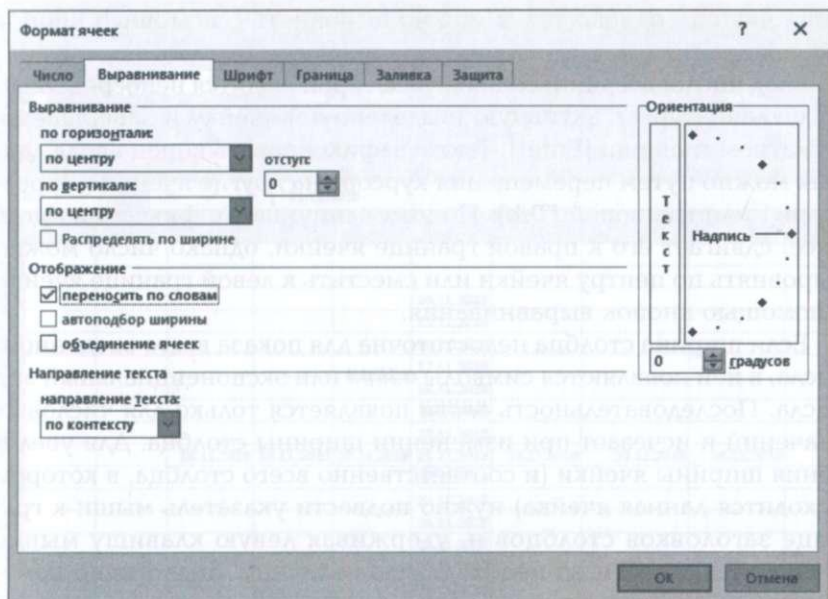 Формат ячеек
? ×
Число Выравнивание Шрифт Граница Заливка Защита
Выравнивание
по горизонтали:
по центру
отступ:
0
по вертикали:
по центру
Распределять по ширине
Отображение
переносить по словам
автоподбор ширины
объединение ячеек
Направление текста
направление текста:
по контексту
Ориентация
Текст
Надпись
0 градусов
ОК Отмена